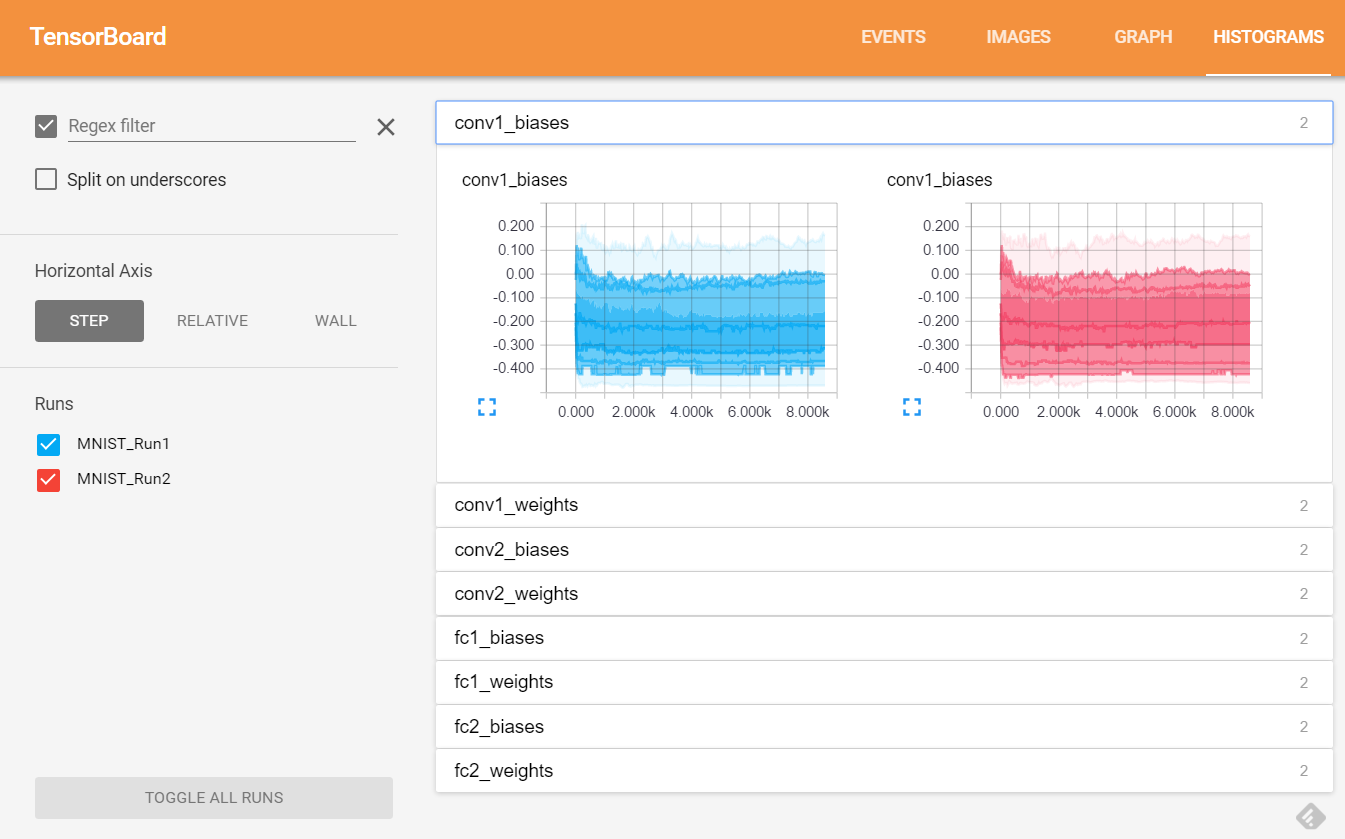 TensorBoard
EVENTS
IMAGES
GRAPH
HISTOGRAMS
Regex filter
Split on underscores
Horizontal Axis
STEP
RELATIVE
WALL
Runs
MNIST_Run1
MNIST_Run2
TOGGLE ALL RUNS
conv1_biases 2
conv1_biases
0.200
0.100
0.00
-0.100
-0.200
-0.300
-0.400
0.000 2.000k 4.000k 6.000k 8.000k
conv1_biases
0.200
0.100
0.00
-0.100
-0.200
-0.300
-0.400
0.000 2.000k 4.000k 6.000k 8.000k
conv1_weights 2
conv2_biases 2
conv2_weights 2
fc1_biases 2
fc1_weights 2
fc2_biases 2
fc2_weights 2